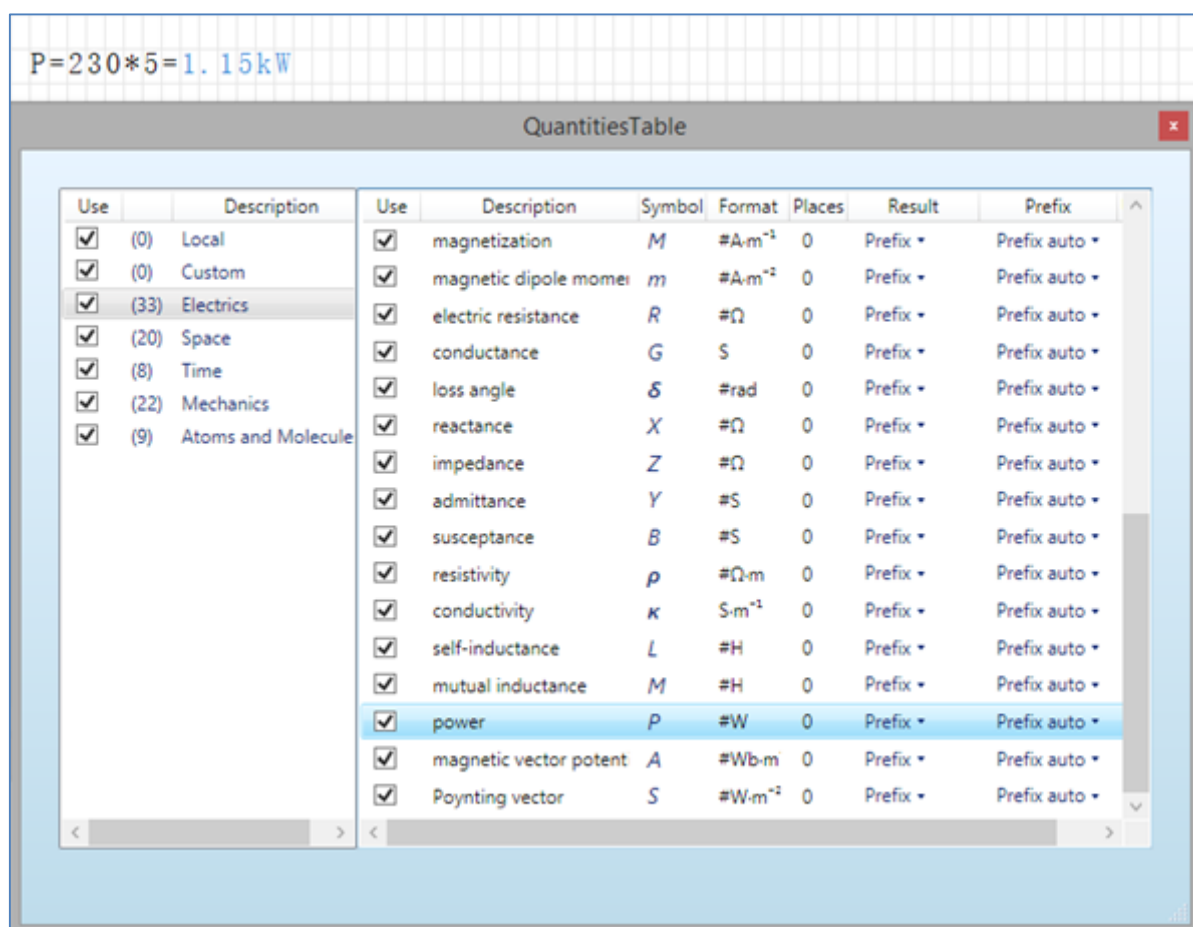 P=230*5=1.15kW
QuantitiesTable
x
Use Description
(0) Local
(0) Custom
(33) Electrics
(20) Space
(8) Time
(22) Mechanics
(9) Atoms and Molecule
Use Description Symbol Format Places Result Prefix
magnetization M #A·m⁻¹ 0 Prefix Prefix auto
magnetic dipole momei m #A·m⁻² 0 Prefix Prefix auto
electric resistance R #Ω 0 Prefix Prefix auto
conductance G S 0 Prefix Prefix auto
loss angle δ #rad 0 Prefix Prefix auto
reactance X #Ω 0 Prefix Prefix auto
impedance Z #Ω 0 Prefix Prefix auto
admittance Y #S 0 Prefix Prefix auto
susceptance B #S 0 Prefix Prefix auto
resistivity ρ #Ω·m 0 Prefix Prefix auto
conductivity κ S·m⁻¹ 0 Prefix Prefix auto
self-inductance L #H 0 Prefix Prefix auto
mutual inductance M #H 0 Prefix Prefix auto
power P #W 0 Prefix Prefix auto
magnetic vector potent A #Wb·m 0 Prefix Prefix auto
Poynting vector S #W·m⁻² 0 Prefix Prefix auto